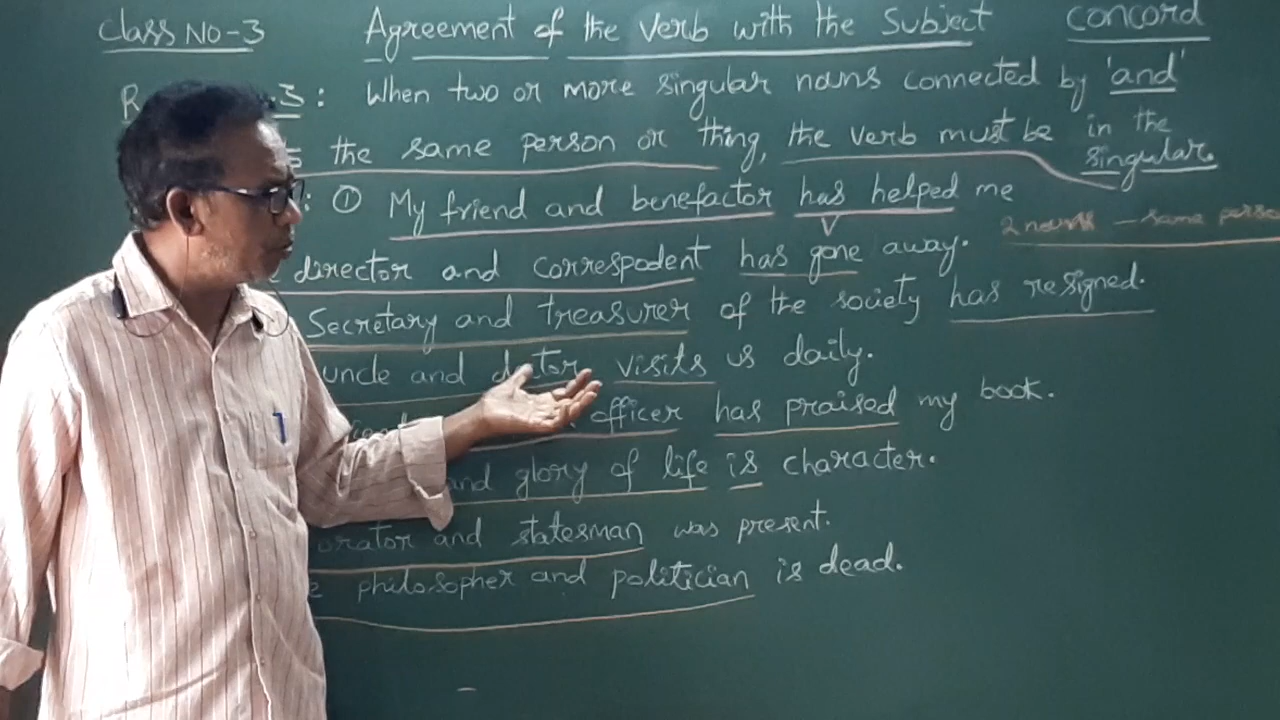 Class No-3 Agreement of the Verb with the Subject CONCORD
3: When two or more singular nouns connected by 'and'
the same person or thing, the verb must be in the singular.
: ① My friend and benefactor has helped me
2 nouns - same
director and correspodent has gone away.
Secretary and treasurer of the society has resigned.
uncle and doctor visits us daily.
officer has praised my book.
and glory of life is character.
orator and statesman was present.
philosopher and politician is dead.